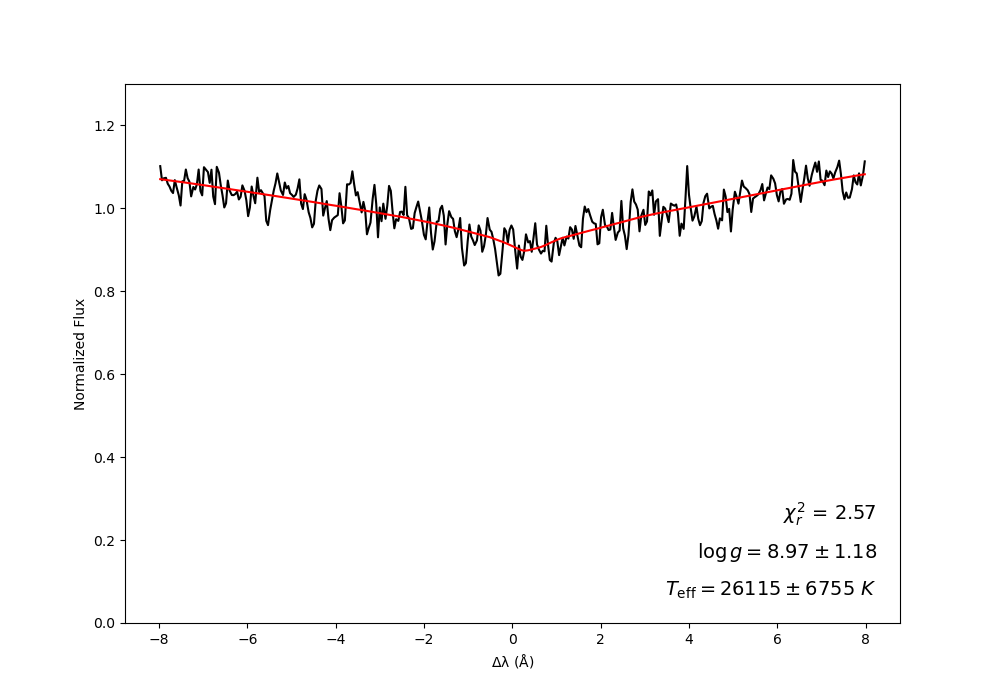 1.2
1.0
0.8
0.6
0.4
0.2
0.0
Normalized Flux
χ²ᵣ = 2.57
log g = 8.97 ± 1.18
T_eff = 26115 ± 6755 K
−8 −6 −4 −2 0 2 4 6 8
Δλ (Å)